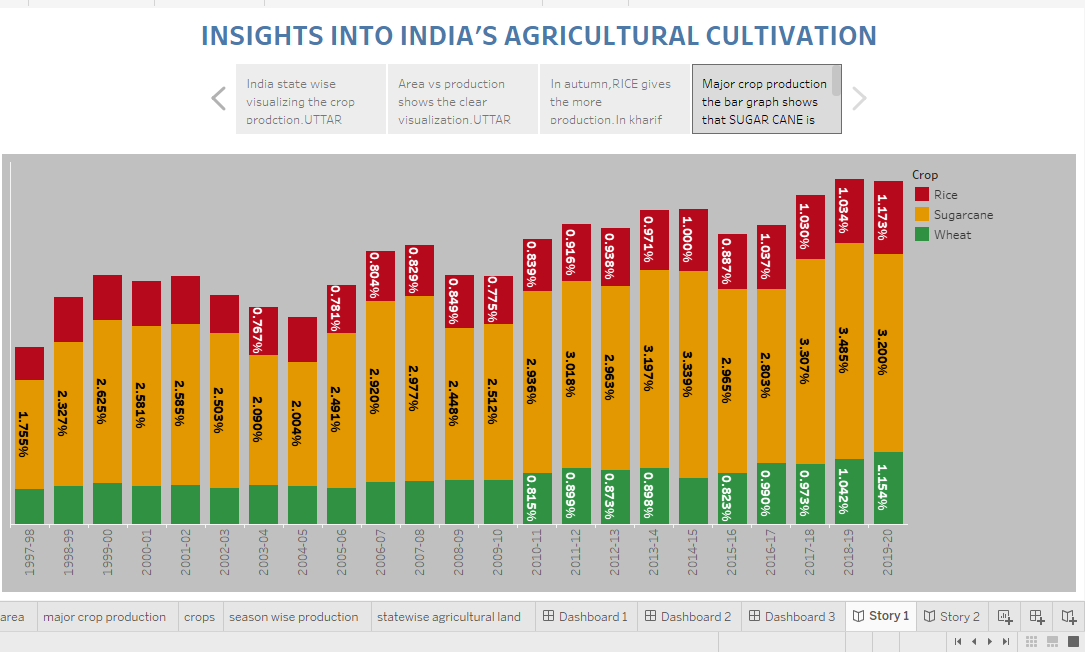 INSIGHTS INTO INDIA'S AGRICULTURAL CULTIVATION
India state wise
visualizing the crop
prodction.UTTAR
Area vs production
shows the clear
visualization.UTTAR
In autumn,RICE gives
the more
production.In kharif
Major crop production
the bar graph shows
that SUGAR CANE is
Crop
Rice
Sugarcane
Wheat
0.767%
0.781%
0.804%
0.829%
0.849%
0.775%
0.839%
0.916%
0.938%
0.971%
1.000%
0.887%
1.037%
1.030%
1.034%
1.173%
1.755%
2.327%
2.625%
2.581%
2.585%
2.503%
2.090%
2.004%
2.491%
2.920%
2.977%
2.448%
2.512%
2.936%
3.018%
2.963%
3.197%
3.339%
2.965%
2.803%
3.307%
3.485%
3.200%
0.815%
0.899%
0.873%
0.898%
0.823%
0.990%
0.973%
1.042%
1.154%
1997-98
1998-99
1999-00
2000-01
2001-02
2002-03
2003-04
2004-05
2005-06
2006-07
2007-08
2008-09
2009-10
2010-11
2011-12
2012-13
2013-14
2014-15
2015-16
2016-17
2017-18
2018-19
2019-20
area
major crop production
crops
season wise production
statewise agricultural land
Dashboard 1
Dashboard 2
Dashboard 3
Story 1
Story 2